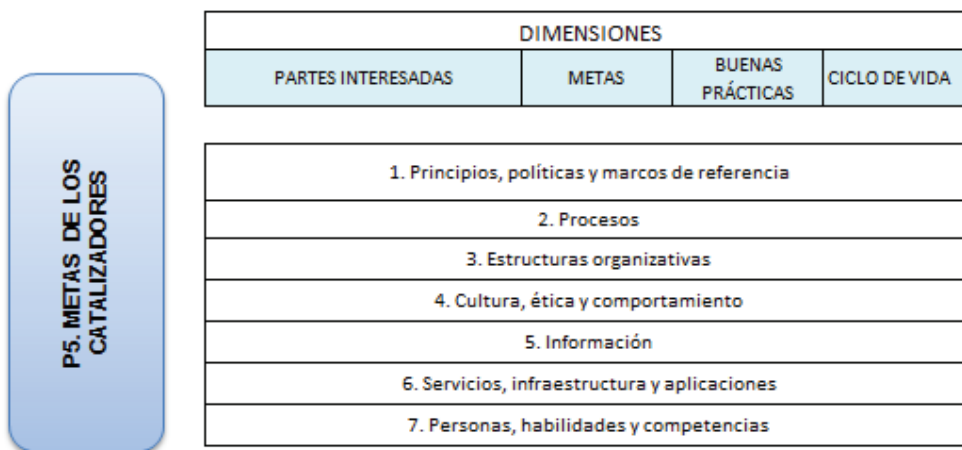 P5. METAS DE LOS
CATALIZADORES
DIMENSIONES
PARTES INTERESADAS METAS BUENAS PRÁCTICAS CICLO DE VIDA
1. Principios, políticas y marcos de referencia
2. Procesos
3. Estructuras organizativas
4. Cultura, ética y comportamiento
5. Información
6. Servicios, infraestructura y aplicaciones
7. Personas, habilidades y competencias